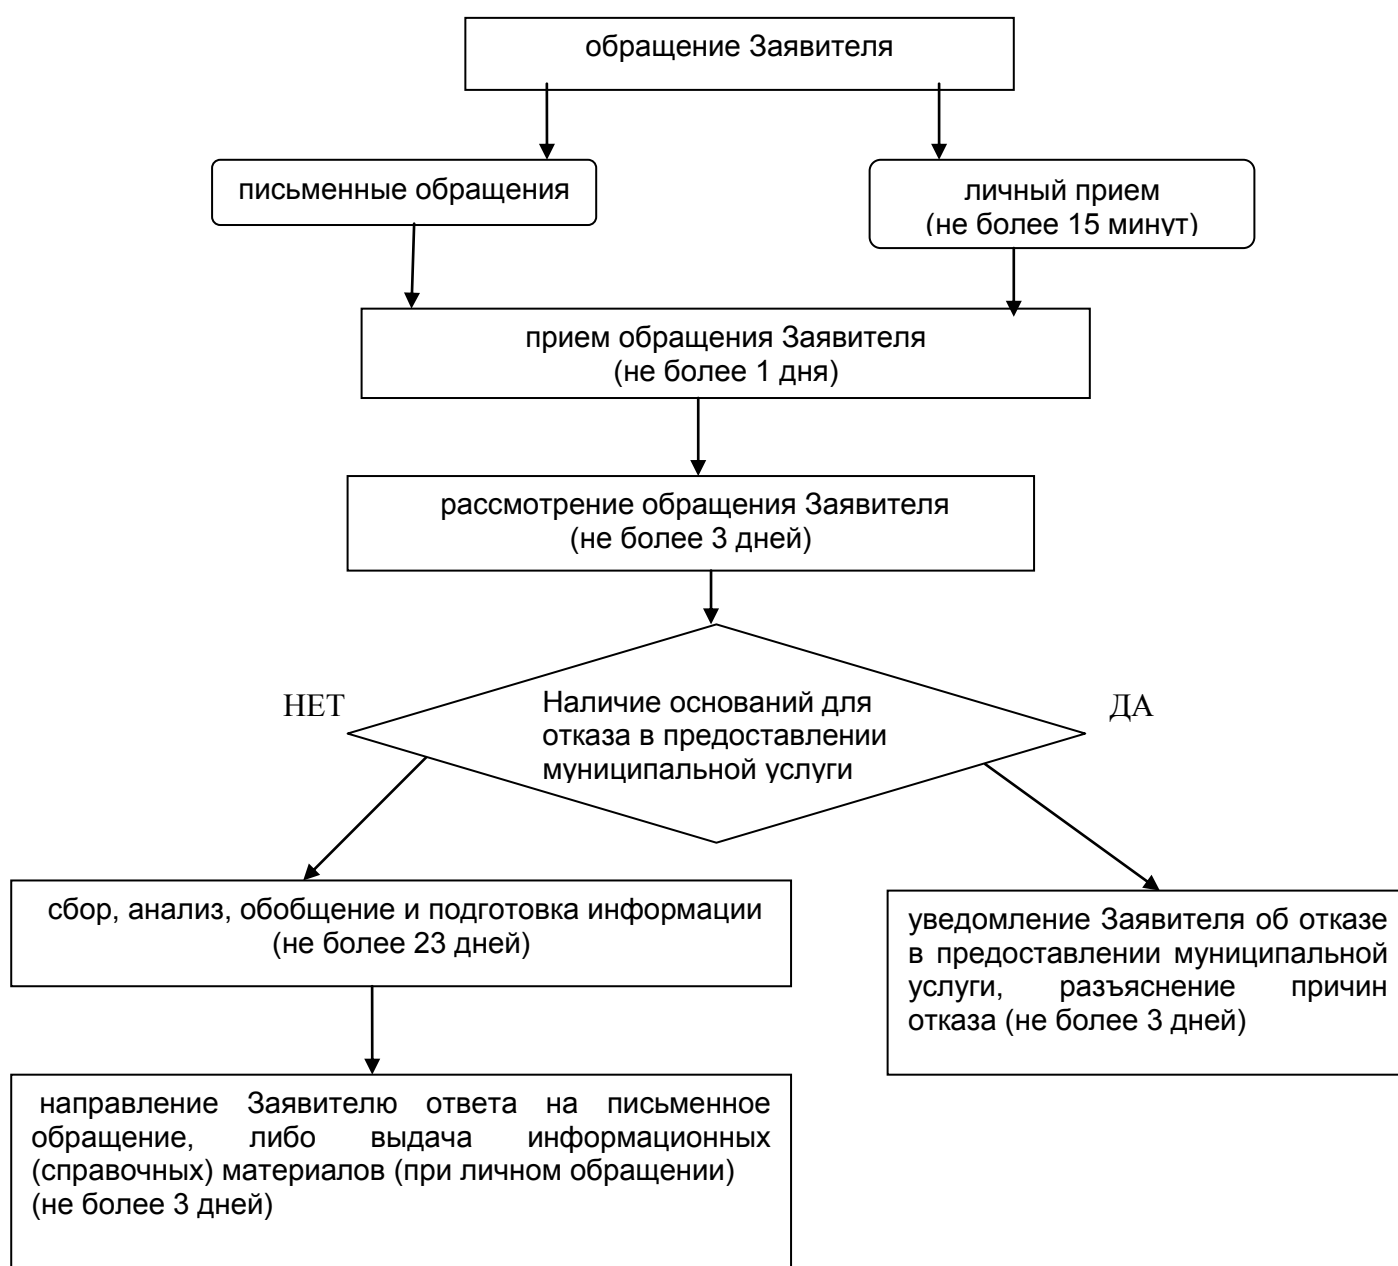 обращение Заявителя
письменные обращения
личный прием
(не более 15 минут)
прием обращения Заявителя
(не более 1 дня)
рассмотрение обращения Заявителя
(не более 3 дней)
НЕТ
ДА
Наличие оснований для
отказа в предоставлении
муниципальной услуги
сбор, анализ, обобщение и подготовка информации
(не более 23 дней)
уведомление Заявителя об отказе
в предоставлении муниципальной
услуги, разъяснение причин
отказа (не более 3 дней)
направление Заявителю ответа на письменное
обращение, либо выдача информационных
(справочных) материалов (при личном обращении)
(не более 3 дней)